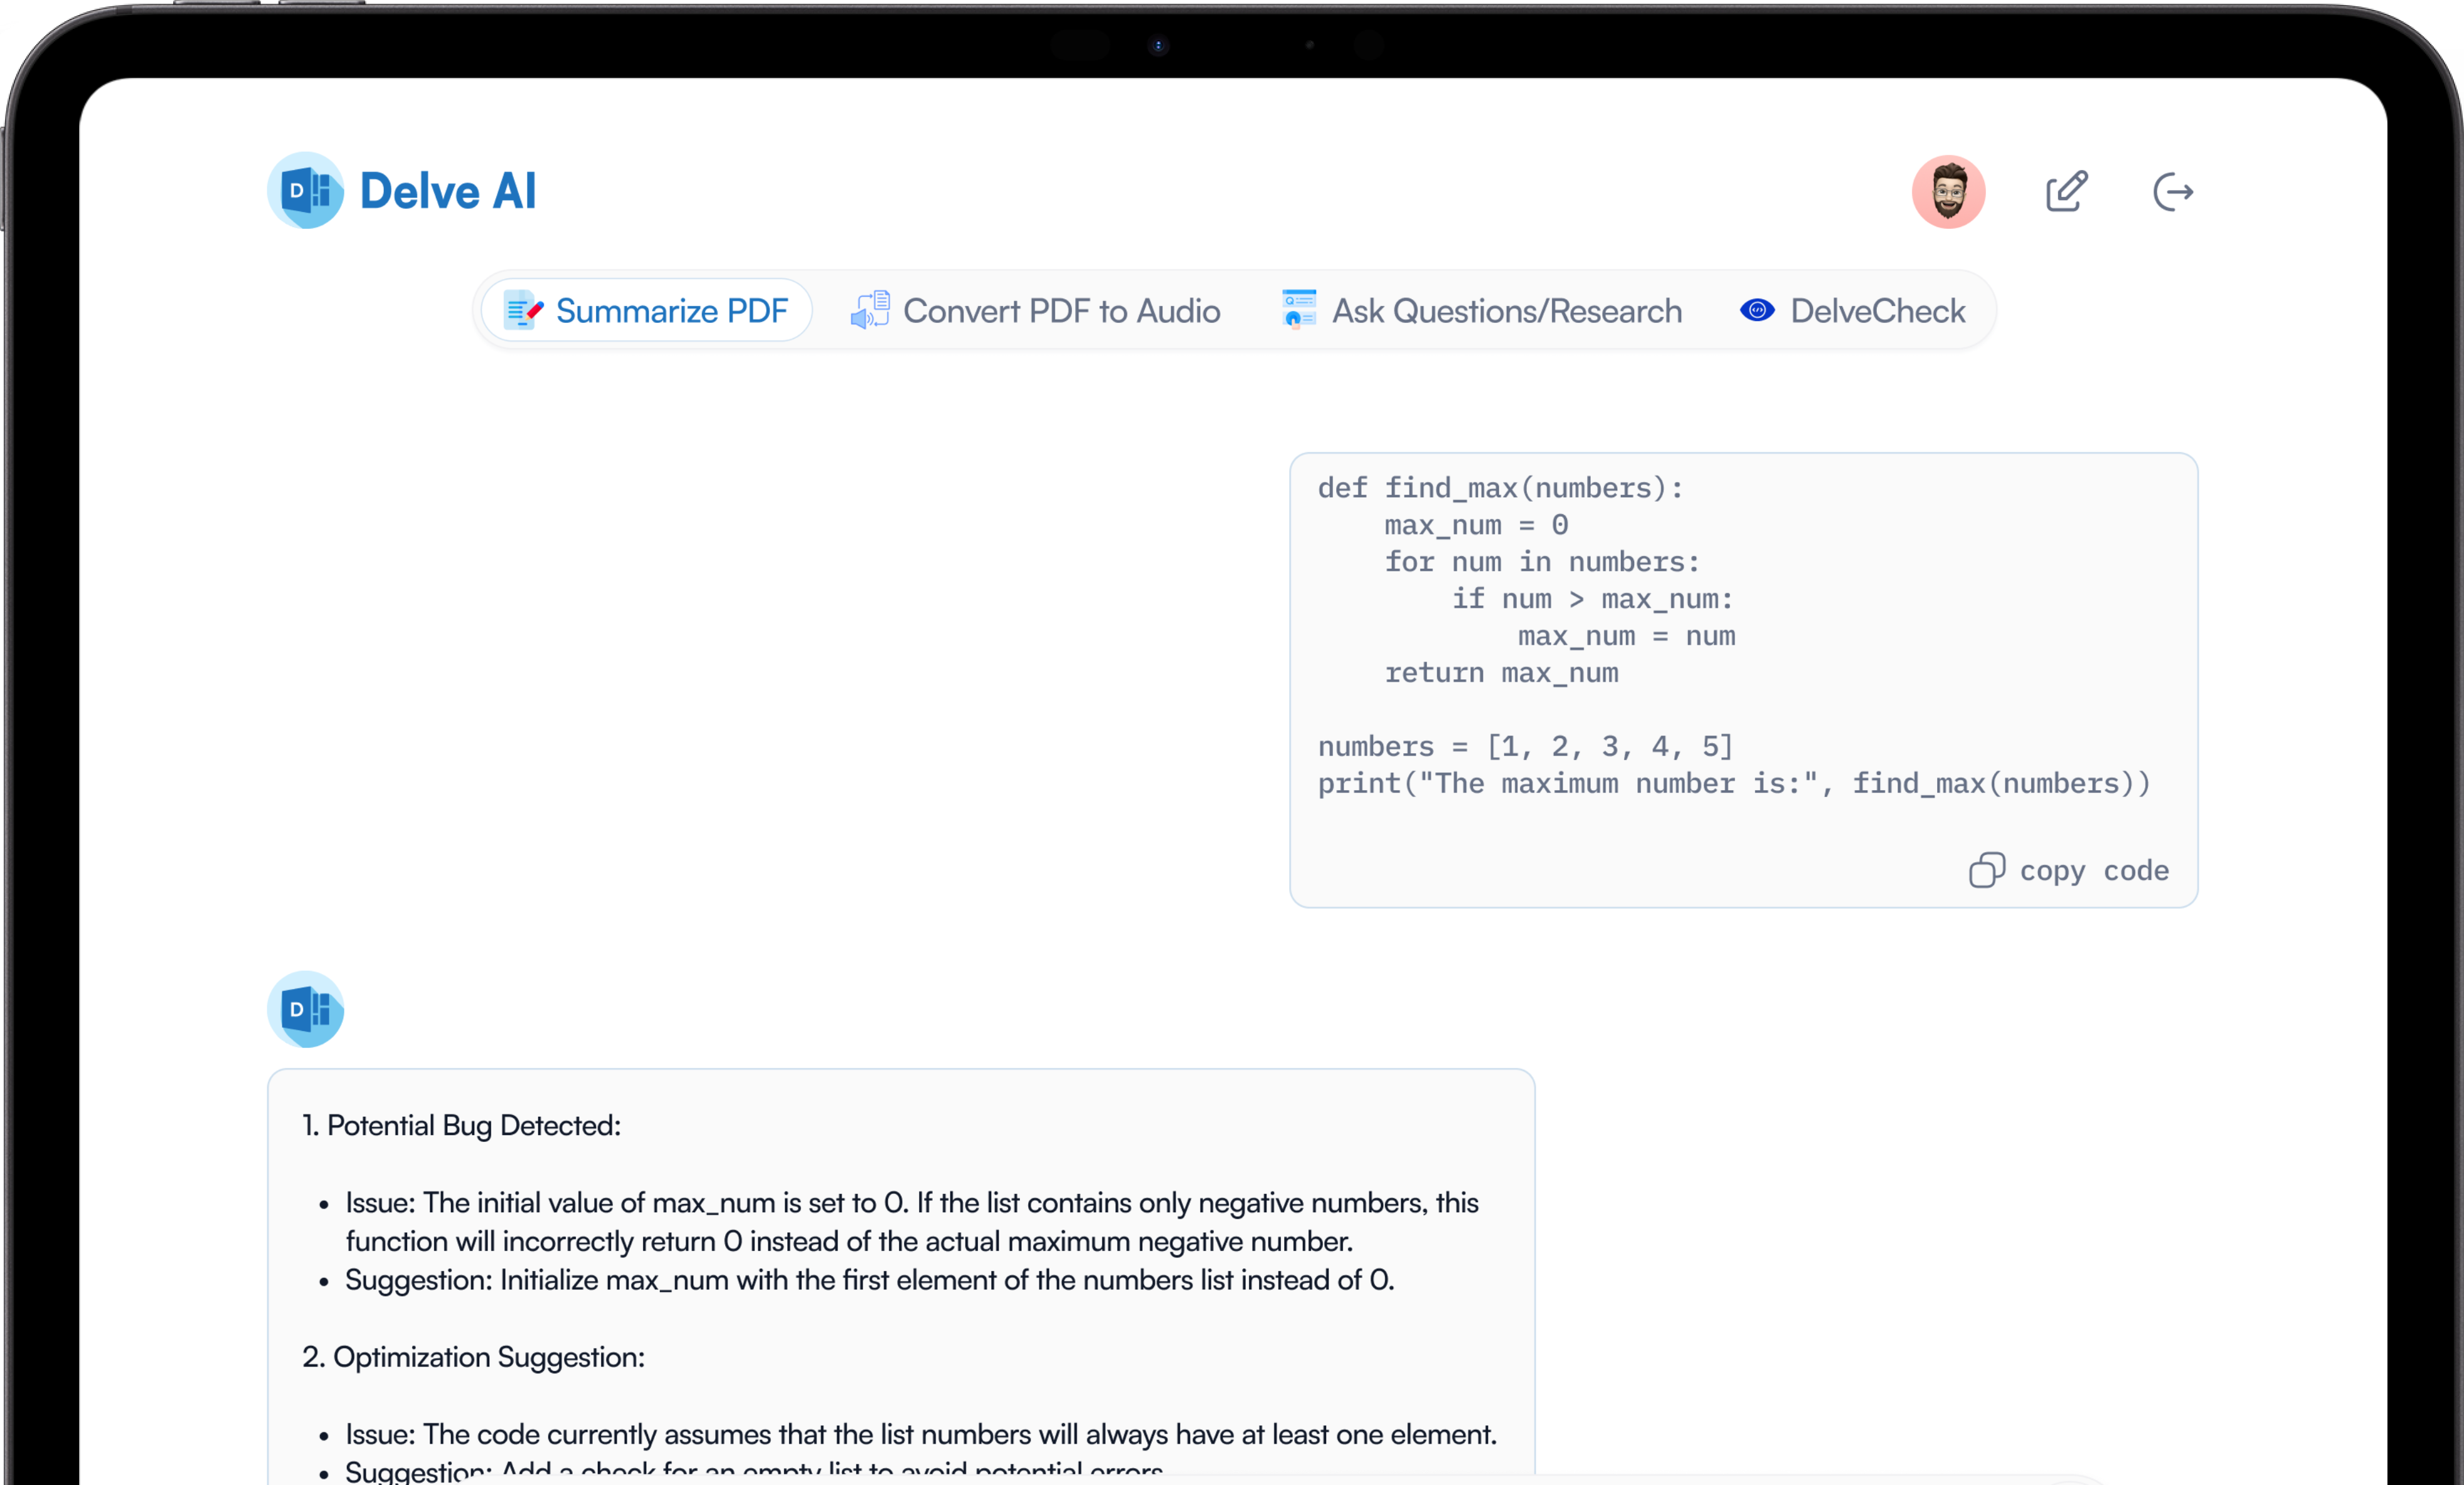 D Delve AI
Summarize PDF Convert PDF to Audio Ask Questions/Research DelveCheck
def find_max(numbers):
    max_num = 0
    for num in numbers:
        if num > max_num:
            max_num = num
    return max_num
numbers = [1, 2, 3, 4, 5]
print("The maximum number is:", find_max(numbers))
copy code
D
1. Potential Bug Detected:
• Issue: The initial value of max_num is set to 0. If the list contains only negative numbers, this
function will incorrectly return 0 instead of the actual maximum negative number.
• Suggestion: Initialize max_num with the first element of the numbers list instead of 0.
2. Optimization Suggestion:
• Issue: The code currently assumes that the list numbers will always have at least one element.
• Suggestion: Add a check for an empty list to avoid potential errors